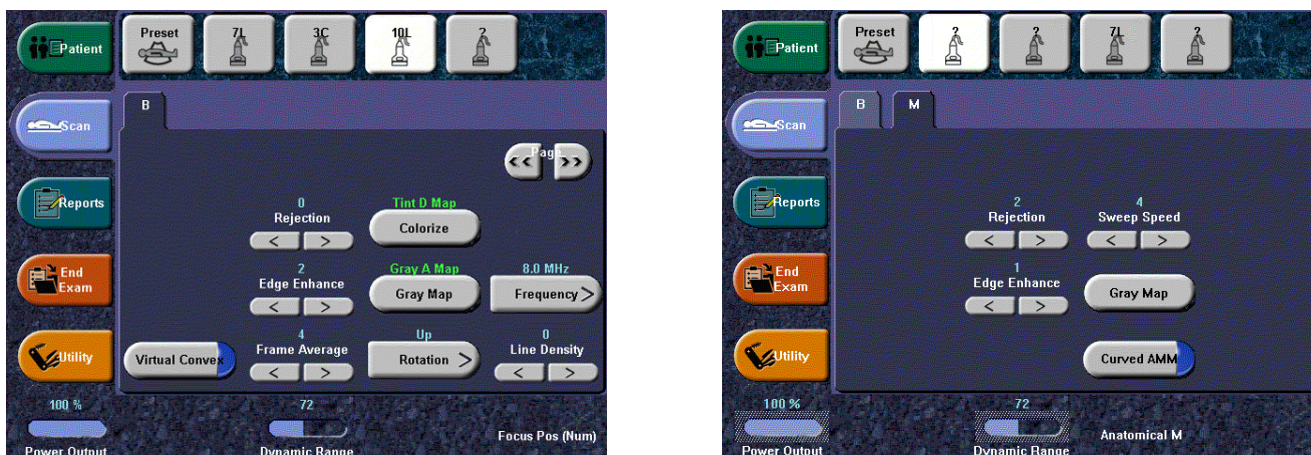 Patient
Preset
7L
3C
10L
?
Scan
B
Page
<< >>
Reports
0
Rejection
< >
Tint D Map
Colorize
End
Exam
2
Edge Enhance
< >
Gray A Map
Gray Map
8.0 MHz
Frequency >
Utility
Virtual Convex
4
Frame Average
< >
Up
Rotation >
0
Line Density
< >
100 %
Power Output
72
Dynamic Range
Focus Pos (Num)
Patient
Preset
?
?
7L
?
Scan
B
M
Reports
2
Rejection
< >
4
Sweep Speed
< >
End
Exam
1
Edge Enhance
< >
Gray Map
Utility
Curved AMM
100 %
Power Output
72
Dynamic Range
Anatomical M